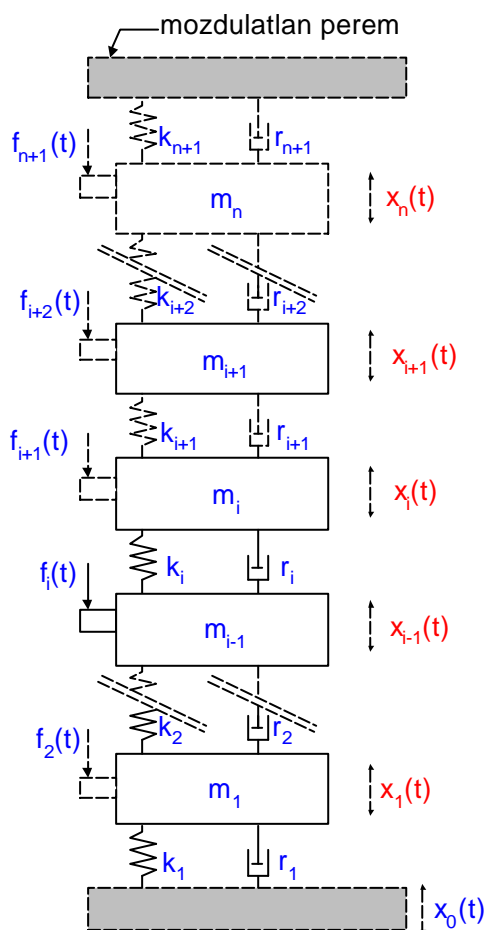 mozdulatlan perem
f_{n+1}(t) k_{n+1} r_{n+1}
m_n x_n(t)
f_{i+2}(t) k_{i+2} r_{i+2}
m_{i+1} x_{i+1}(t)
f_{i+1}(t) k_{i+1} r_{i+1}
m_i x_i(t)
f_i(t) k_i r_i
m_{i-1} x_{i-1}(t)
f_2(t) k_2 r_2
m_1 x_1(t)
k_1 r_1
x_0(t)